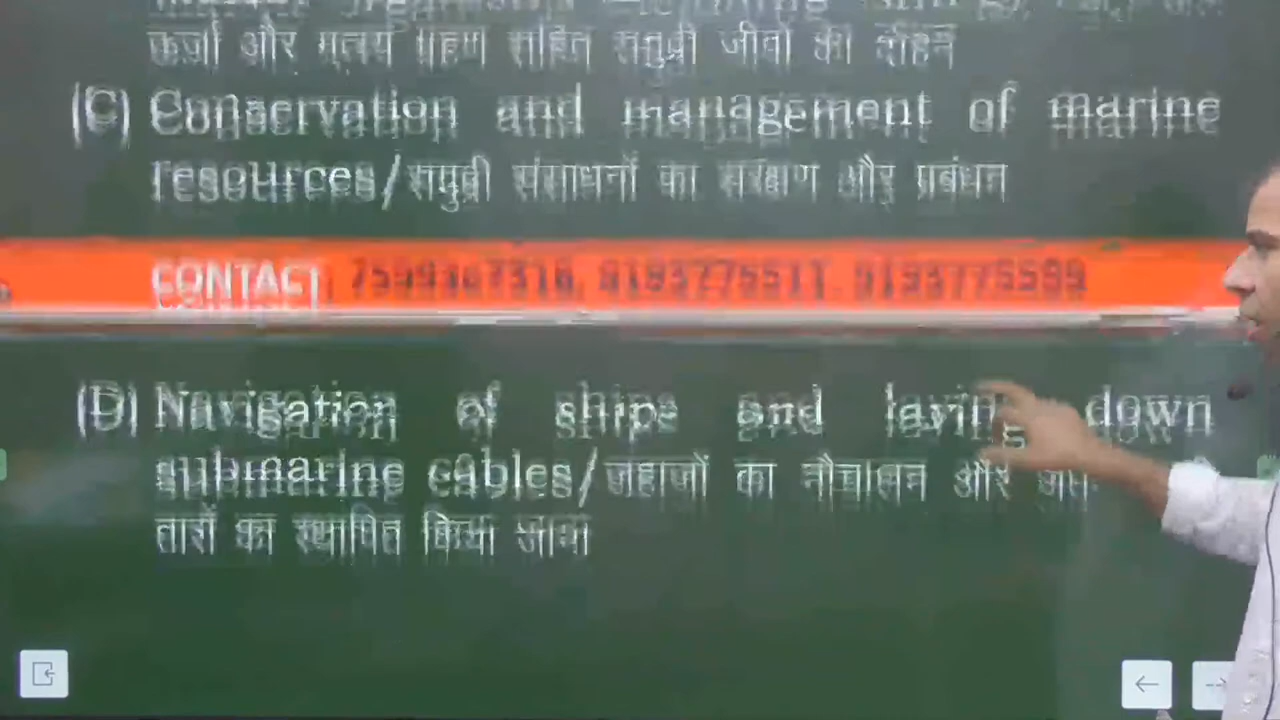 ऊर्जा और मत्स्य ग्रहण सहित समुद्री जीवों का दोहन
(C) Conservation and management of marine
resources/समुद्री संसाधनों का संरक्षण और प्रबंधन
CONTACT
(D) Navigation of ships and laying down
submarine cables/जहाजों का नौचालन और
तारों का स्थापित किया जाना